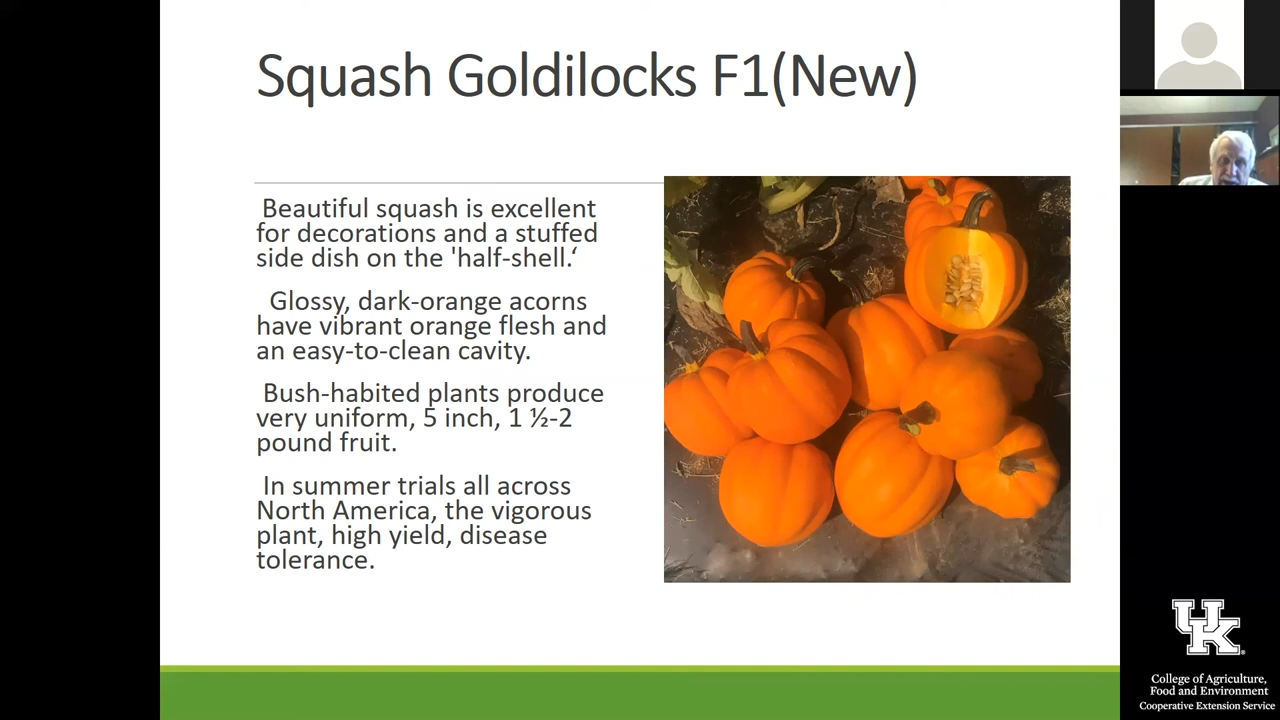 Squash Goldilocks F1(New)
Beautiful squash is excellent
for decorations and a stuffed
side dish on the 'half-shell.‘
Glossy, dark-orange acorns
have vibrant orange flesh and
an easy-to-clean cavity.
Bush-habited plants produce
very uniform, 5 inch, 1 ½-2
pound fruit.
In summer trials all across
North America, the vigorous
plant, high yield, disease
tolerance.
UK
College of Agriculture,
Food and Environment
Cooperative Extension Service